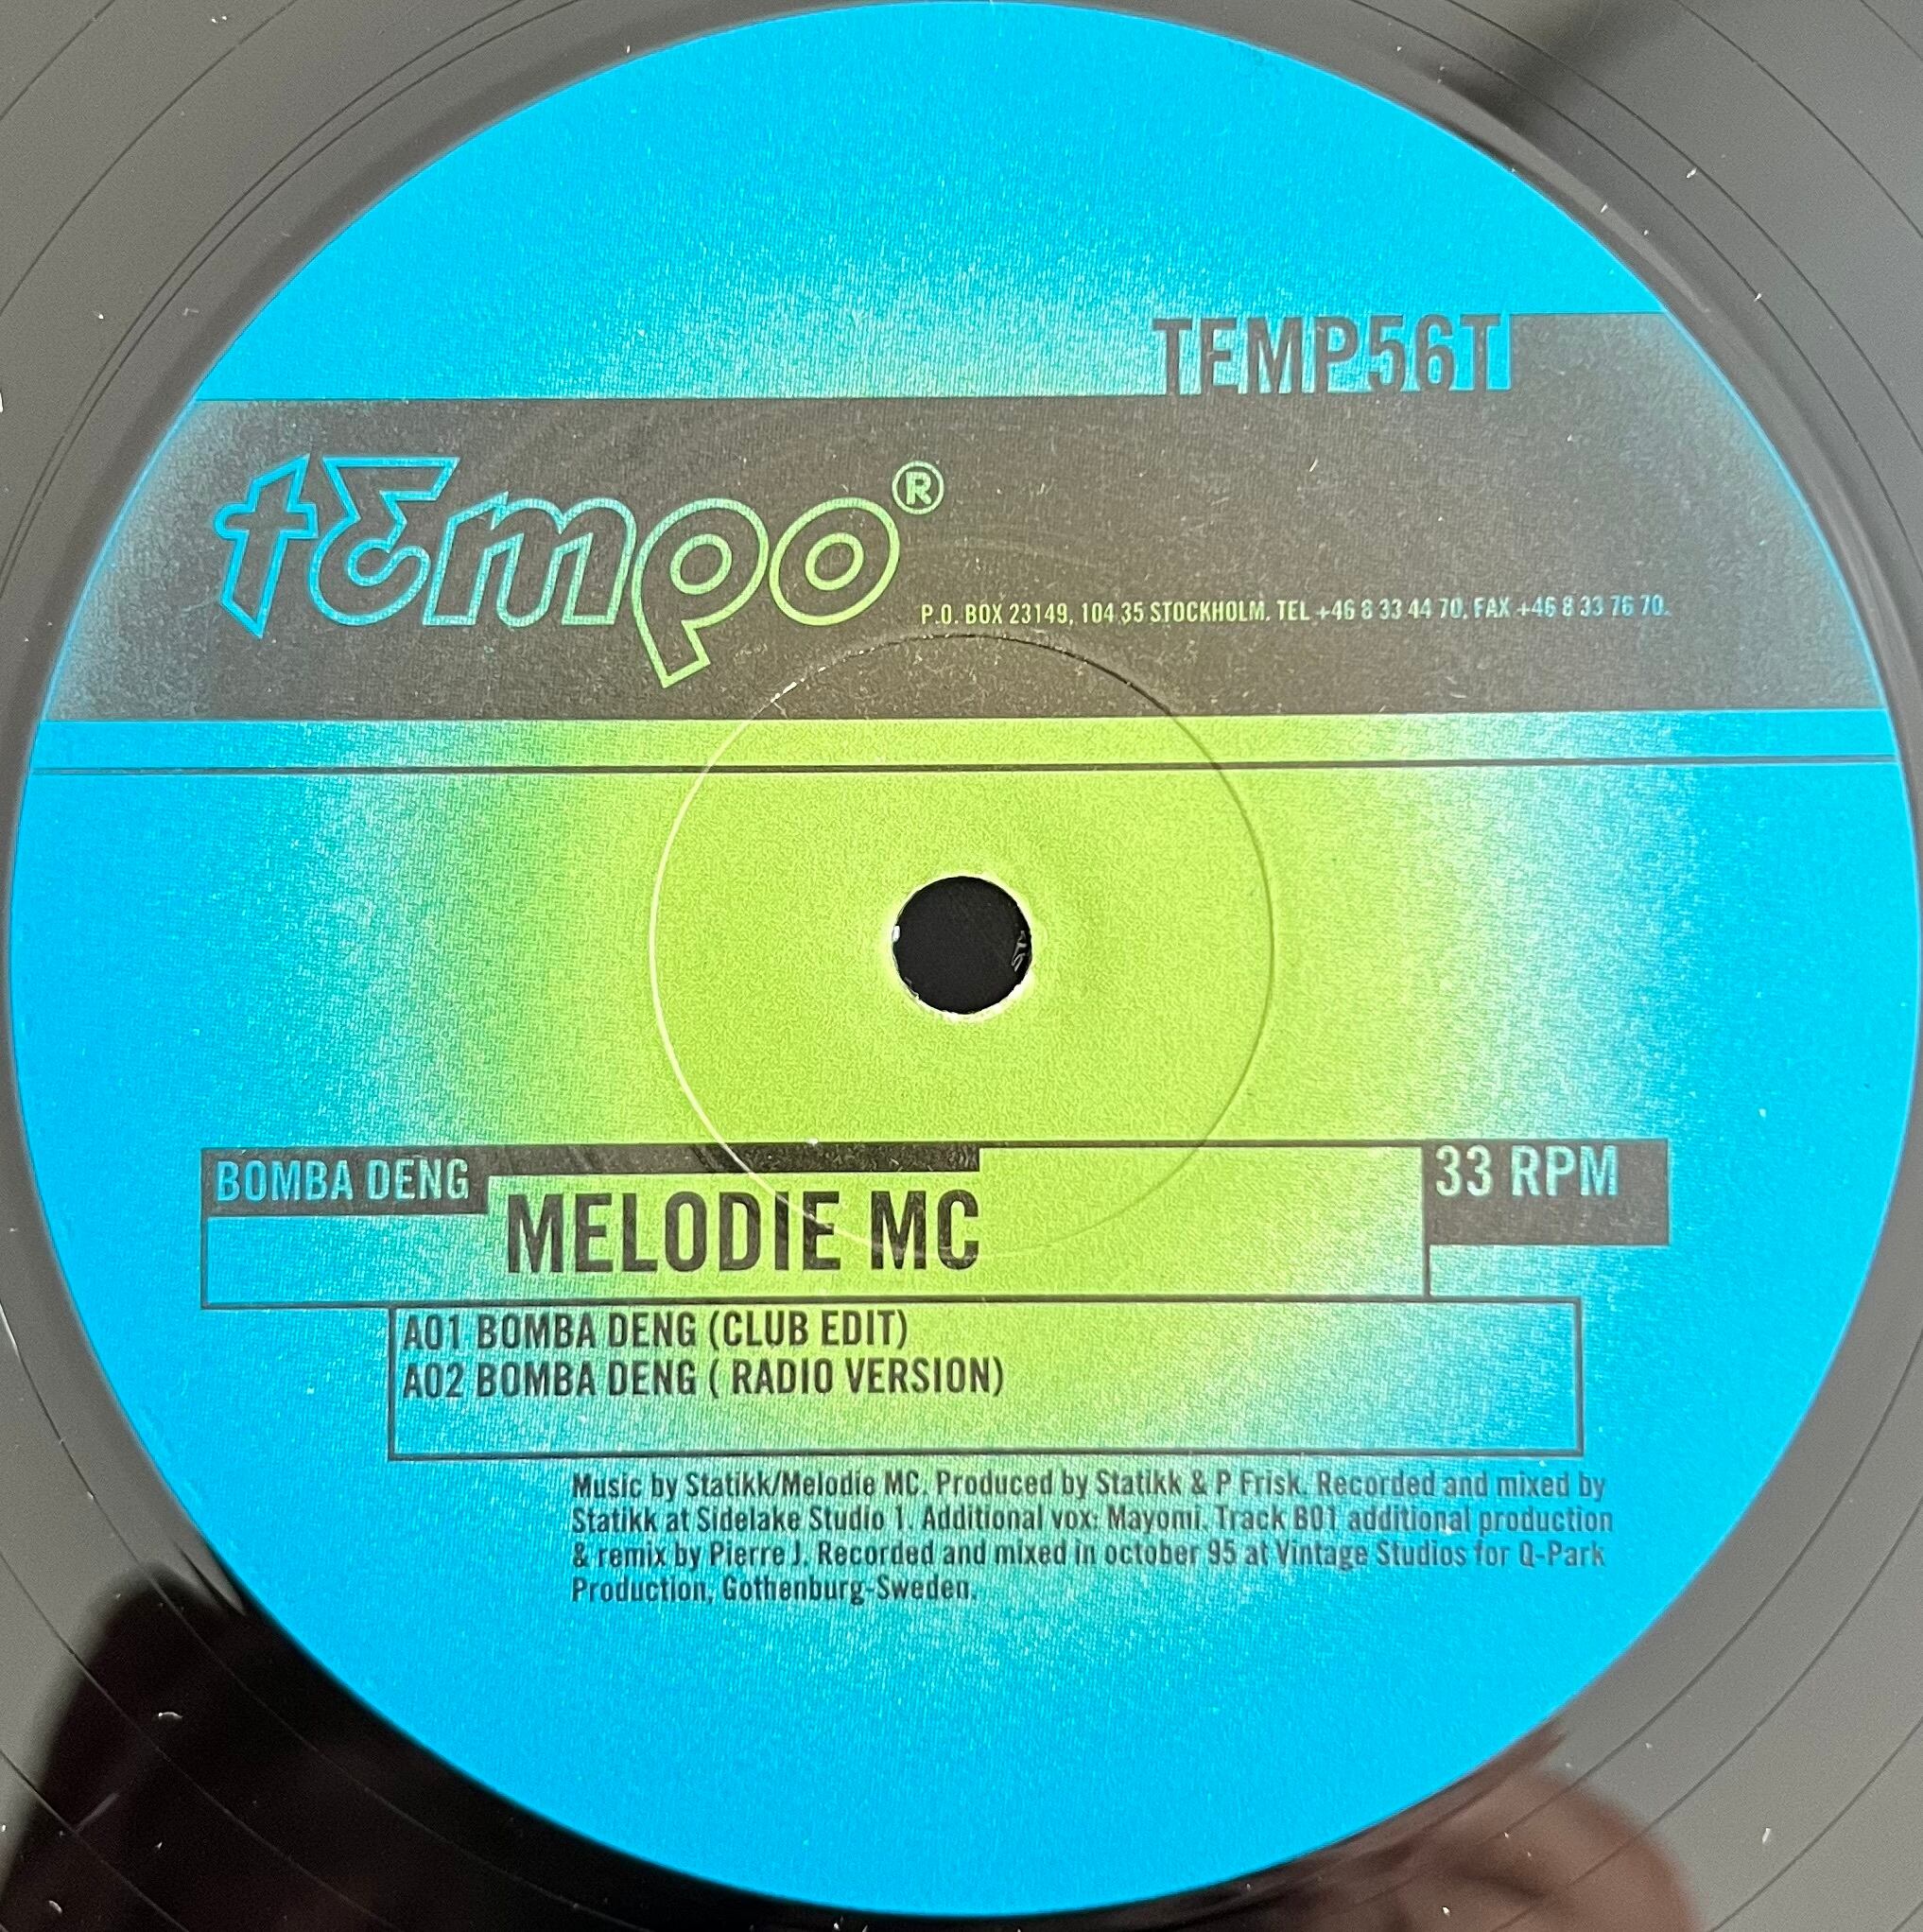 TEMP56T
tEmpo®
P.O. BOX 23149, 104 35 STOCKHOLM. TEL +46 8 33 44 70. FAX +46 8 33 76 70.
BOMBA DENG
MELODIE MC
33 RPM
A01 BOMBA DENG (CLUB EDIT)
A02 BOMBA DENG ( RADIO VERSION)
Music by Statikk/Melodie MC. Produced by Statikk & P Frisk. Recorded and mixed by
Statikk at Sidelake Studio 1. Additional vox: Mayomi. Track B01 additional production
& remix by Pierre J. Recorded and mixed in october 95 at Vintage Studios for Q-Park
Production, Gothenburg-Sweden.